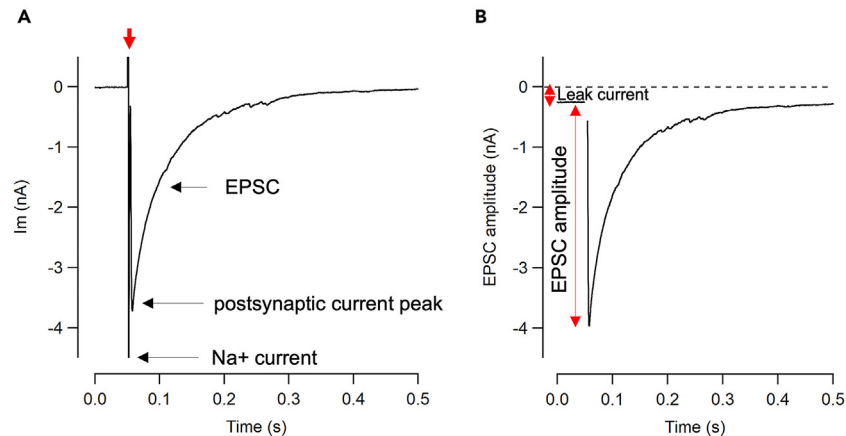 A
0
-1
-2
-3
-4
Im (nA)
EPSC
postsynaptic current peak
Na+ current
0.0 0.1 0.2 0.3 0.4 0.5
Time (s)
B
0
-1
-2
-3
-4
EPSC amplitude (nA)
Leak current
EPSC amplitude
0.0 0.1 0.2 0.3 0.4 0.5
Time (s)